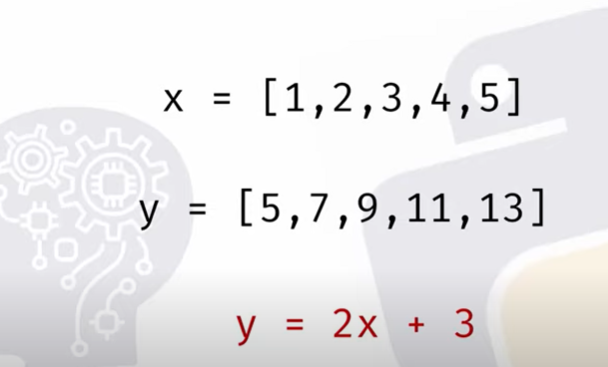 x = [1,2,3,4,5]
y = [5,7,9,11,13]
y = 2x + 3